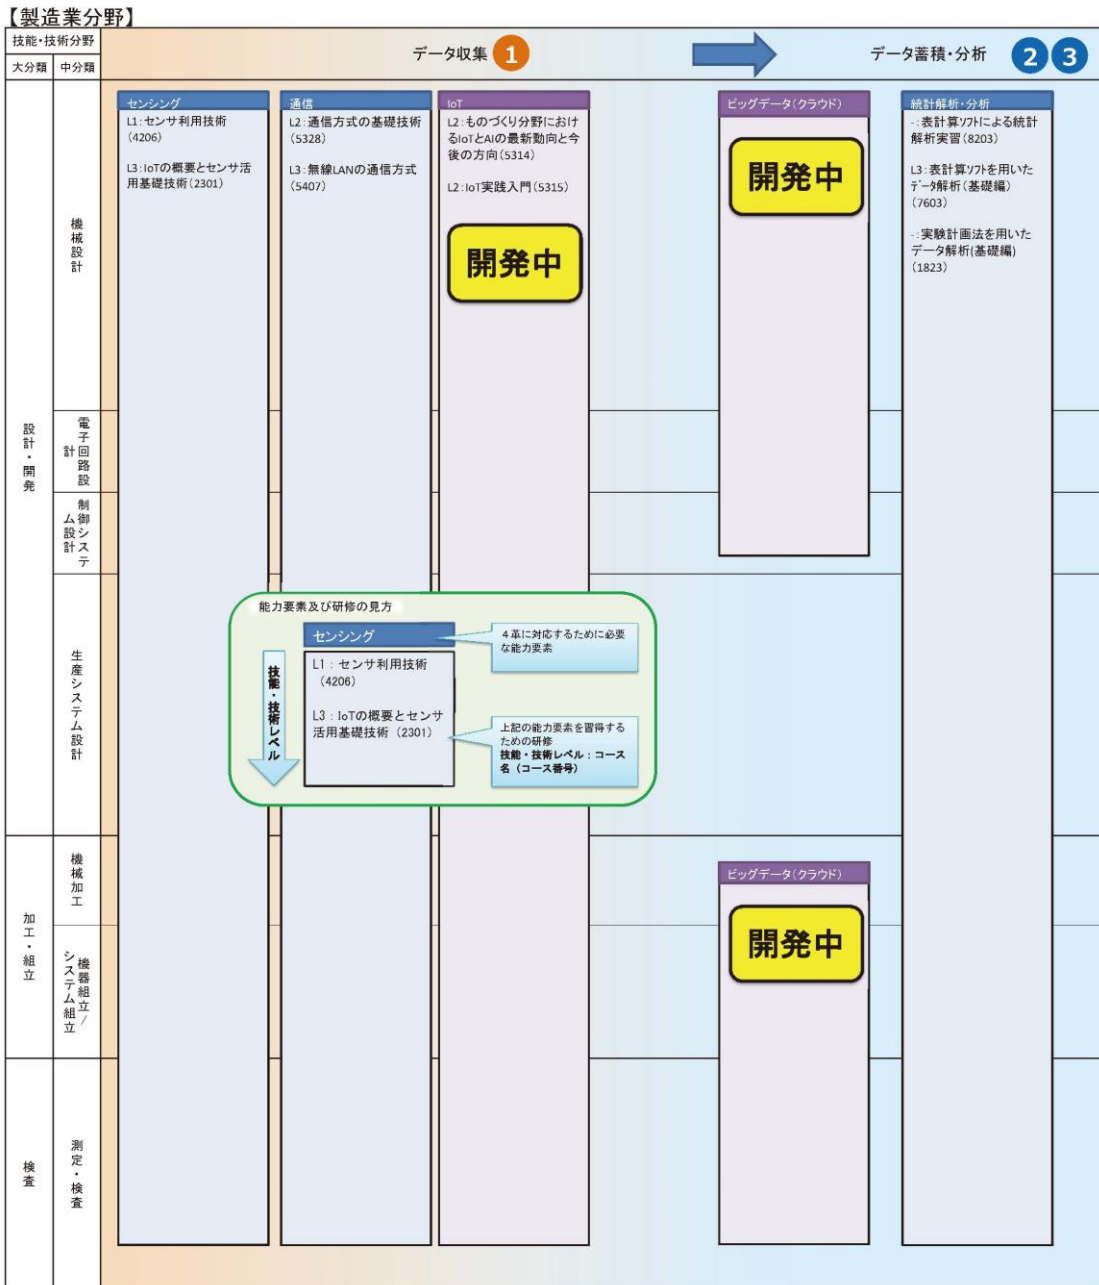 【製造業分野】
技能・技術分野
大分類 中分類
データ収集 1
データ蓄積・分析 2 3
センシング
L1:センサ利用技術
(4206)
L3:IoTの概要とセンサ活
用基礎技術(2301)
通信
L2:通信方式の基礎技術
(5328)
L3:無線LANの通信方式
(5407)
IoT
L2:ものづくり分野におけ
るIoTとAIの最新動向と今
後の方向(5314)
L2:IoT実践入門(5315)
開発中
ビッグデータ(クラウド)
開発中
統計解析・分析
-:表計算ソフトによる統計
解析実習(8203)
L3:表計算ソフトを用いた
データ解析(基礎編)
(7603)
-:実験計画法を用いた
データ解析(基礎編)
(1823)
設計・開発
機械設計
電子回路設
計
制御システ
ム設計
生産システム設計
能力要素及び研修の見方
センシング
技能・技術レベル
L1:センサ利用技術
(4206)
L3:IoTの概要とセンサ
活用基礎技術(2301)
4革に対応するために必要
な能力要素
上記の能力要素を習得する
ための研修
技能・技術レベル:コース
名(コース番号)
加工・組立
機械加工
機器組立/
システム組立
ビッグデータ(クラウド)
開発中
検査
測定・検査